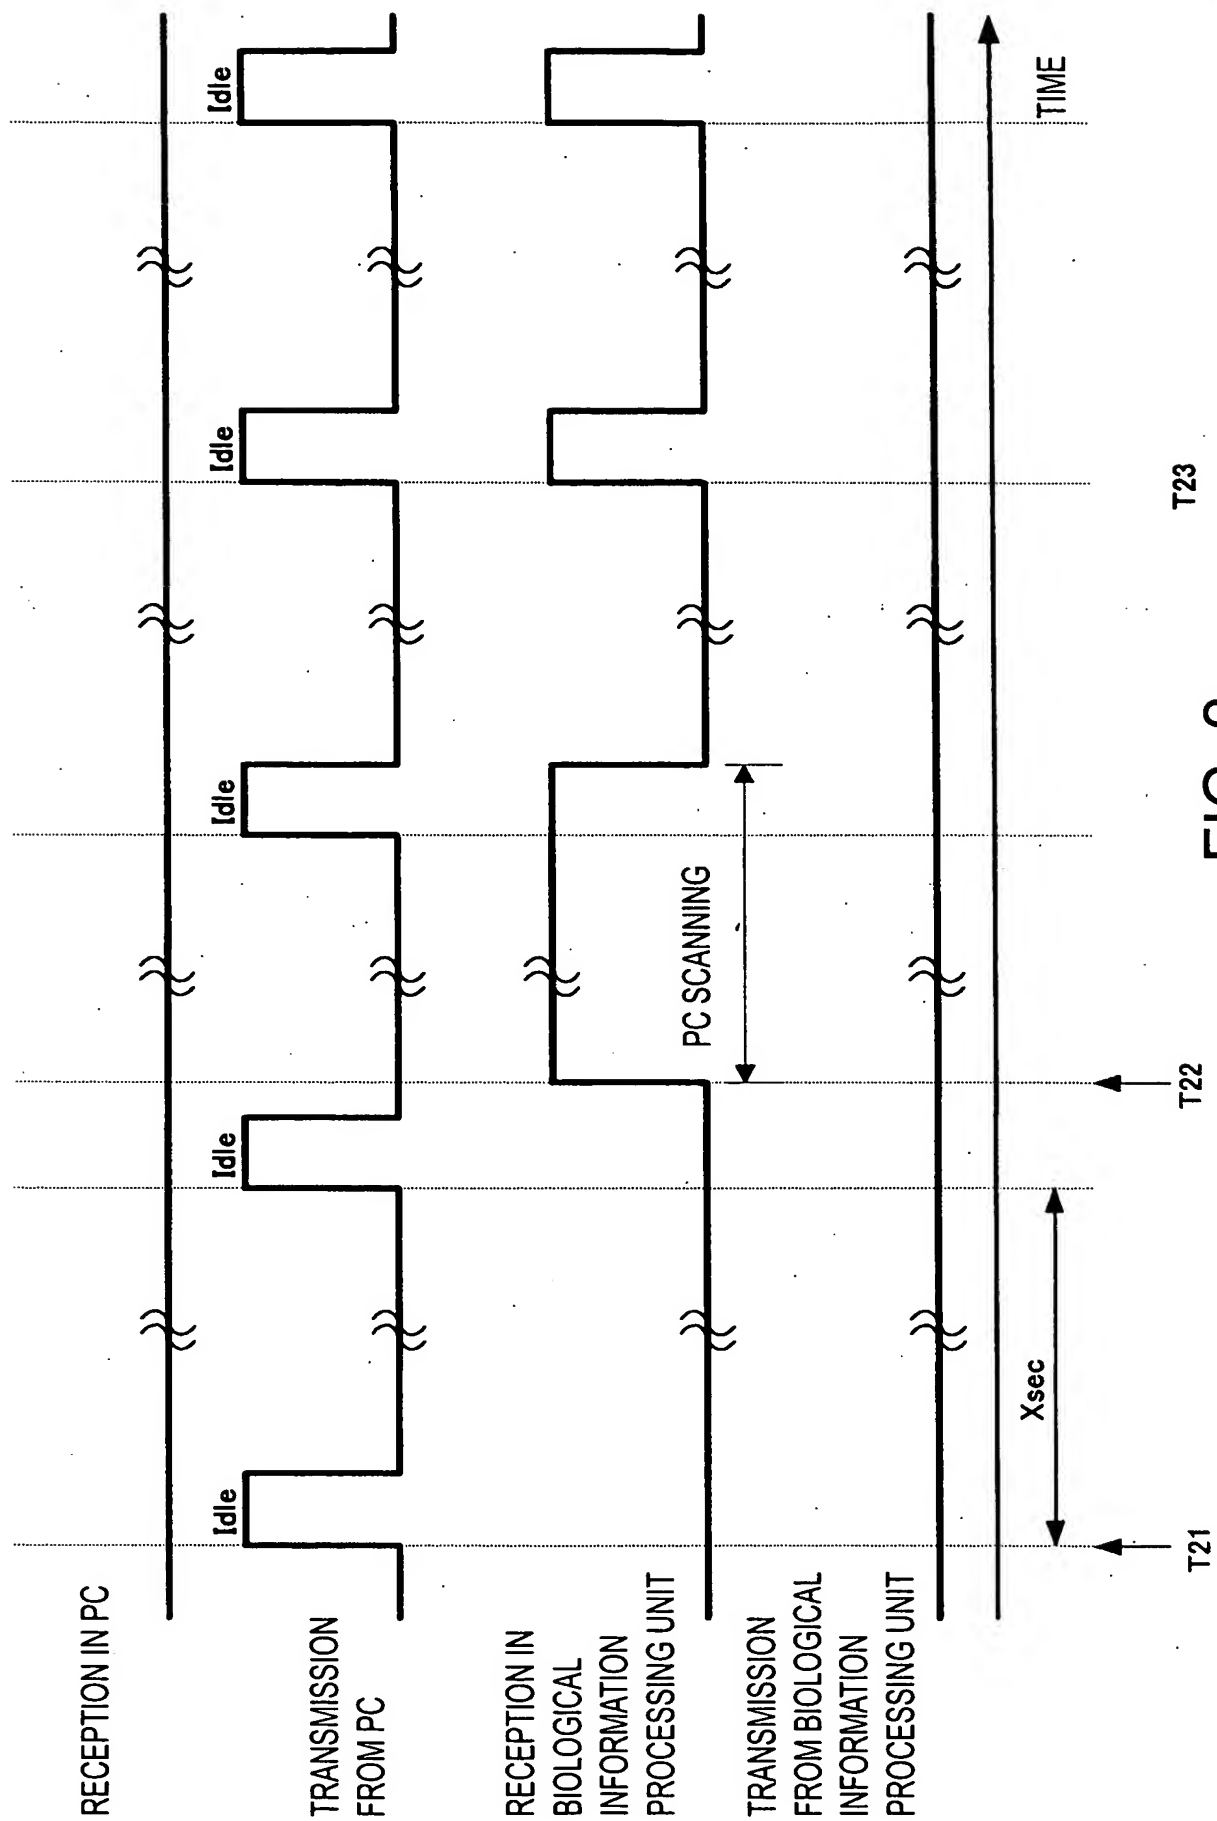 RECEPTION IN PC
TRANSMISSION
FROM PC
Idle
Idle
Idle
Idle
Idle
RECEPTION IN
BIOLOGICAL
INFORMATION
PROCESSING UNIT
PC SCANNING
TRANSMISSION
FROM BIOLOGICAL
INFORMATION
PROCESSING UNIT
Xsec
TIME
T21
T22
T23
FIG.